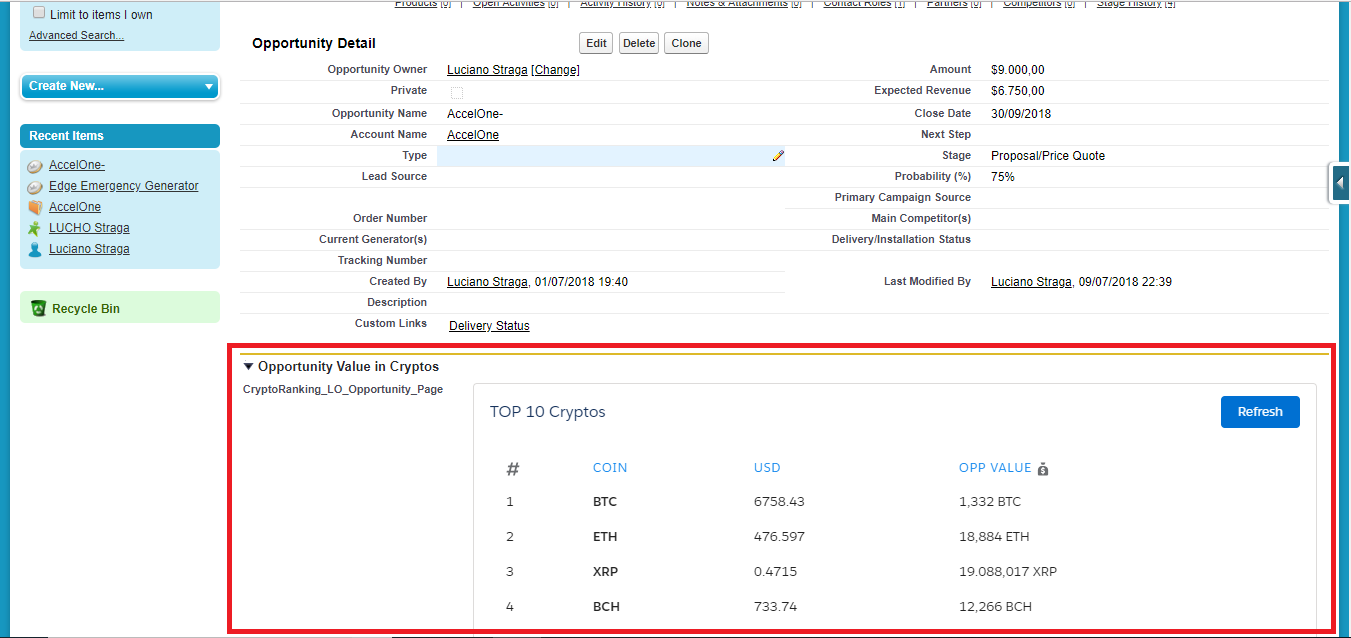 Products [0] | Open Activities [0] | Activity History [0] | Notes & Attachments [0] | Contact Roles [1] | Partners [0] | Competitors [0] | Stage History [4]
Limit to items I own
Advanced Search...
Create New...
Recent Items
AccelOne-
Edge Emergency Generator
AccelOne
LUCHO Straga
Luciano Straga
Recycle Bin
Opportunity Detail Edit Delete Clone
Opportunity Owner Luciano Straga [Change] Amount $9.000,00
Private Expected Revenue $6.750,00
Opportunity Name AccelOne- Close Date 30/09/2018
Account Name AccelOne Next Step
Type Stage Proposal/Price Quote
Lead Source Probability (%) 75%
Primary Campaign Source
Order Number Main Competitor(s)
Current Generator(s) Delivery/Installation Status
Tracking Number
Created By Luciano Straga, 01/07/2018 19:40 Last Modified By Luciano Straga, 09/07/2018 22:39
Description
Custom Links Delivery Status
Opportunity Value in Cryptos
CryptoRanking_LO_Opportunity_Page
TOP 10 Cryptos Refresh
# COIN USD OPP VALUE
1 BTC 6758.43 1,332 BTC
2 ETH 476.597 18,884 ETH
3 XRP 0.4715 19.088,017 XRP
4 BCH 733.74 12,266 BCH